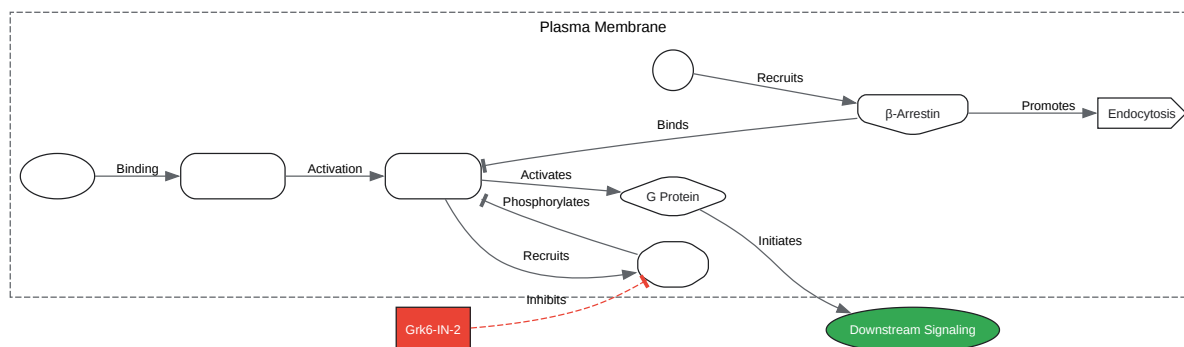 Plasma Membrane
Recruits
β-Arrestin
Promotes
Endocytosis
Binds
Binding
Activation
Activates
G Protein
Phosphorylates
Initiates
Recruits
Inhibits
Grk6-IN-2
Downstream Signaling